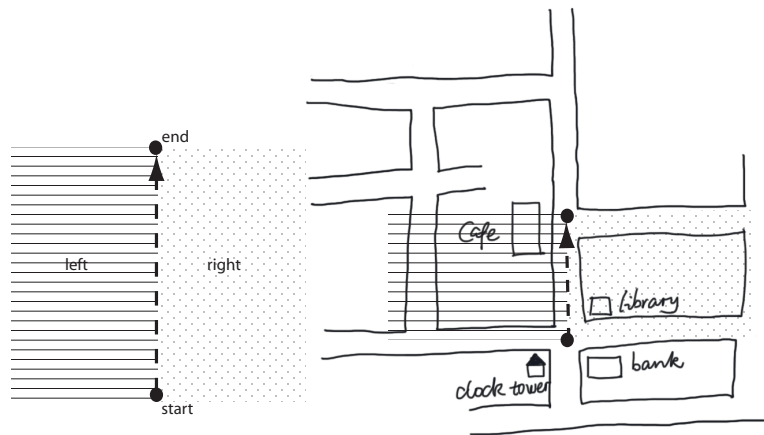 end
left
right
start
Cafe
library
bank
clock tower